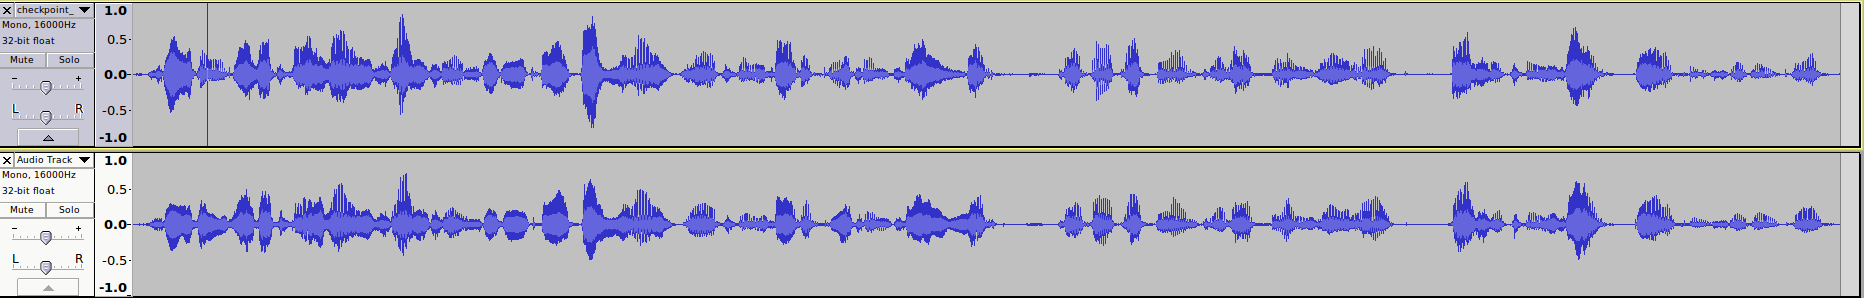 checkpoint_
Mono, 16000Hz
32-bit float
Mute Solo
- +
L R
1.0
0.5-
0.0-
-0.5-
-1.0
Audio Track
Mono, 16000Hz
32-bit float
Mute Solo
- +
L R
1.0
0.5-
0.0-
-0.5-
-1.0